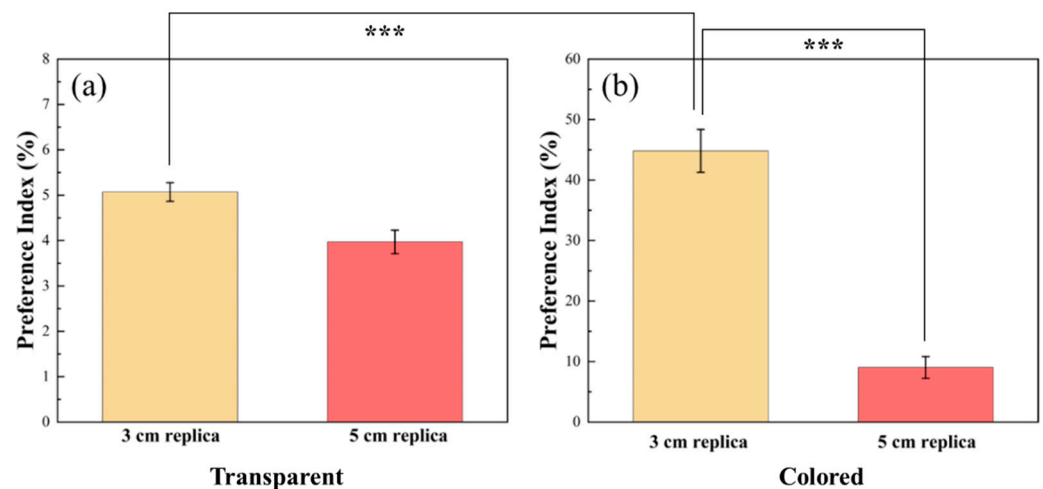 ***
***
(a)
8
7
6
5
4
3
2
1
0
Preference Index (%)
3 cm replica
5 cm replica
Transparent
(b)
60
50
40
30
20
10
0
Preference Index (%)
3 cm replica
5 cm replica
Colored